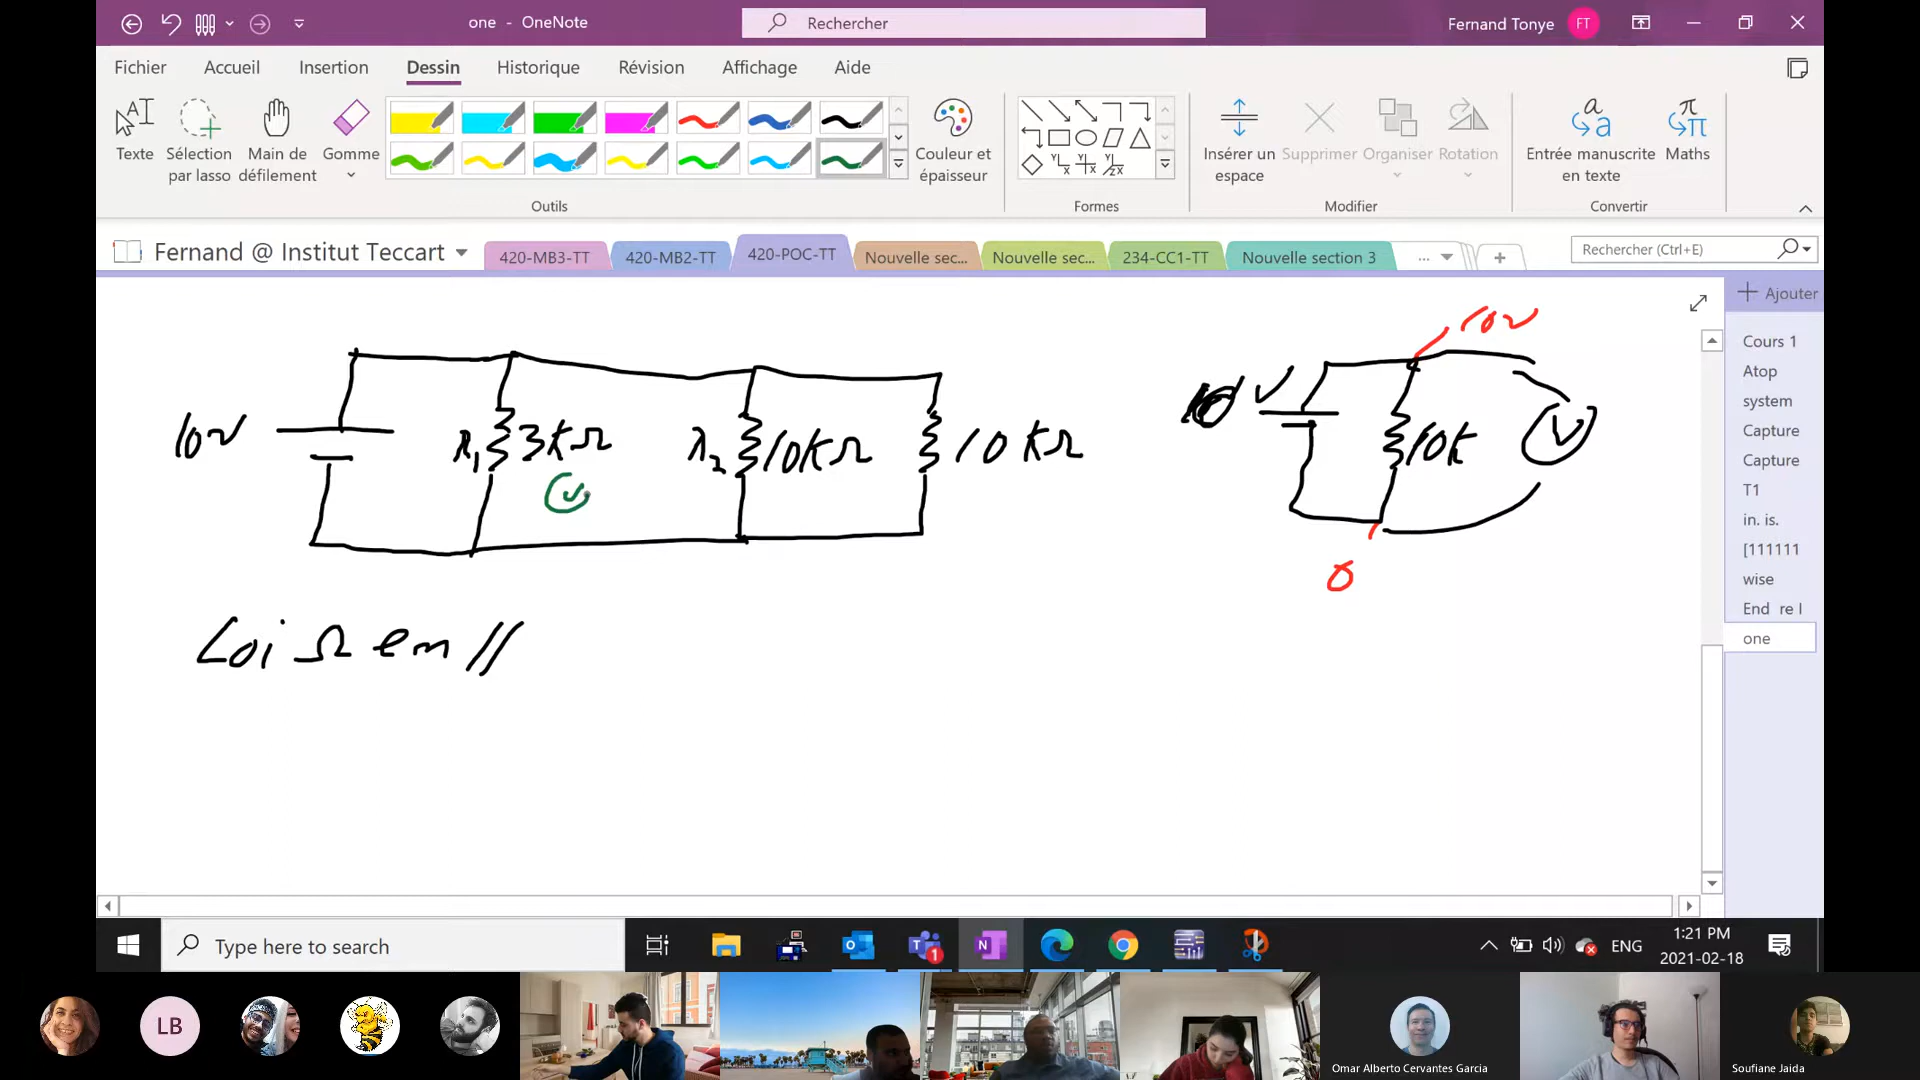 one - OneNote
Rechercher
Fernand Tonye
FT
Fichier
Accueil
Insertion
Dessin
Historique
Révision
Affichage
Aide
Texte
Sélection par lasso
Main de défilement
Gomme
Couleur et épaisseur
Insérer un espace
Supprimer
Organiser
Rotation
Entrée manuscrite en texte
Maths
Outils
Formes
Modifier
Convertir
Fernand @ Institut Teccart
420-MB3-TT
420-MB2-TT
420-POC-TT
Nouvelle sec...
Nouvelle sec...
234-CC1-TT
Nouvelle section 3
...
Rechercher (Ctrl+E)
Ajouter
Cours 1
Atop
system
Capture
Capture
T1
in. is.
[111111
wise
End re l
one
10V
R1 3KΩ
V
R2 10KΩ
10KΩ
10V
V
10K
V
0
Loi Ω en //
Type here to search
1
ENG
1:21 PM
2021-02-18
LB
Omar Alberto Cervantes Garcia
Soufiane Jaida